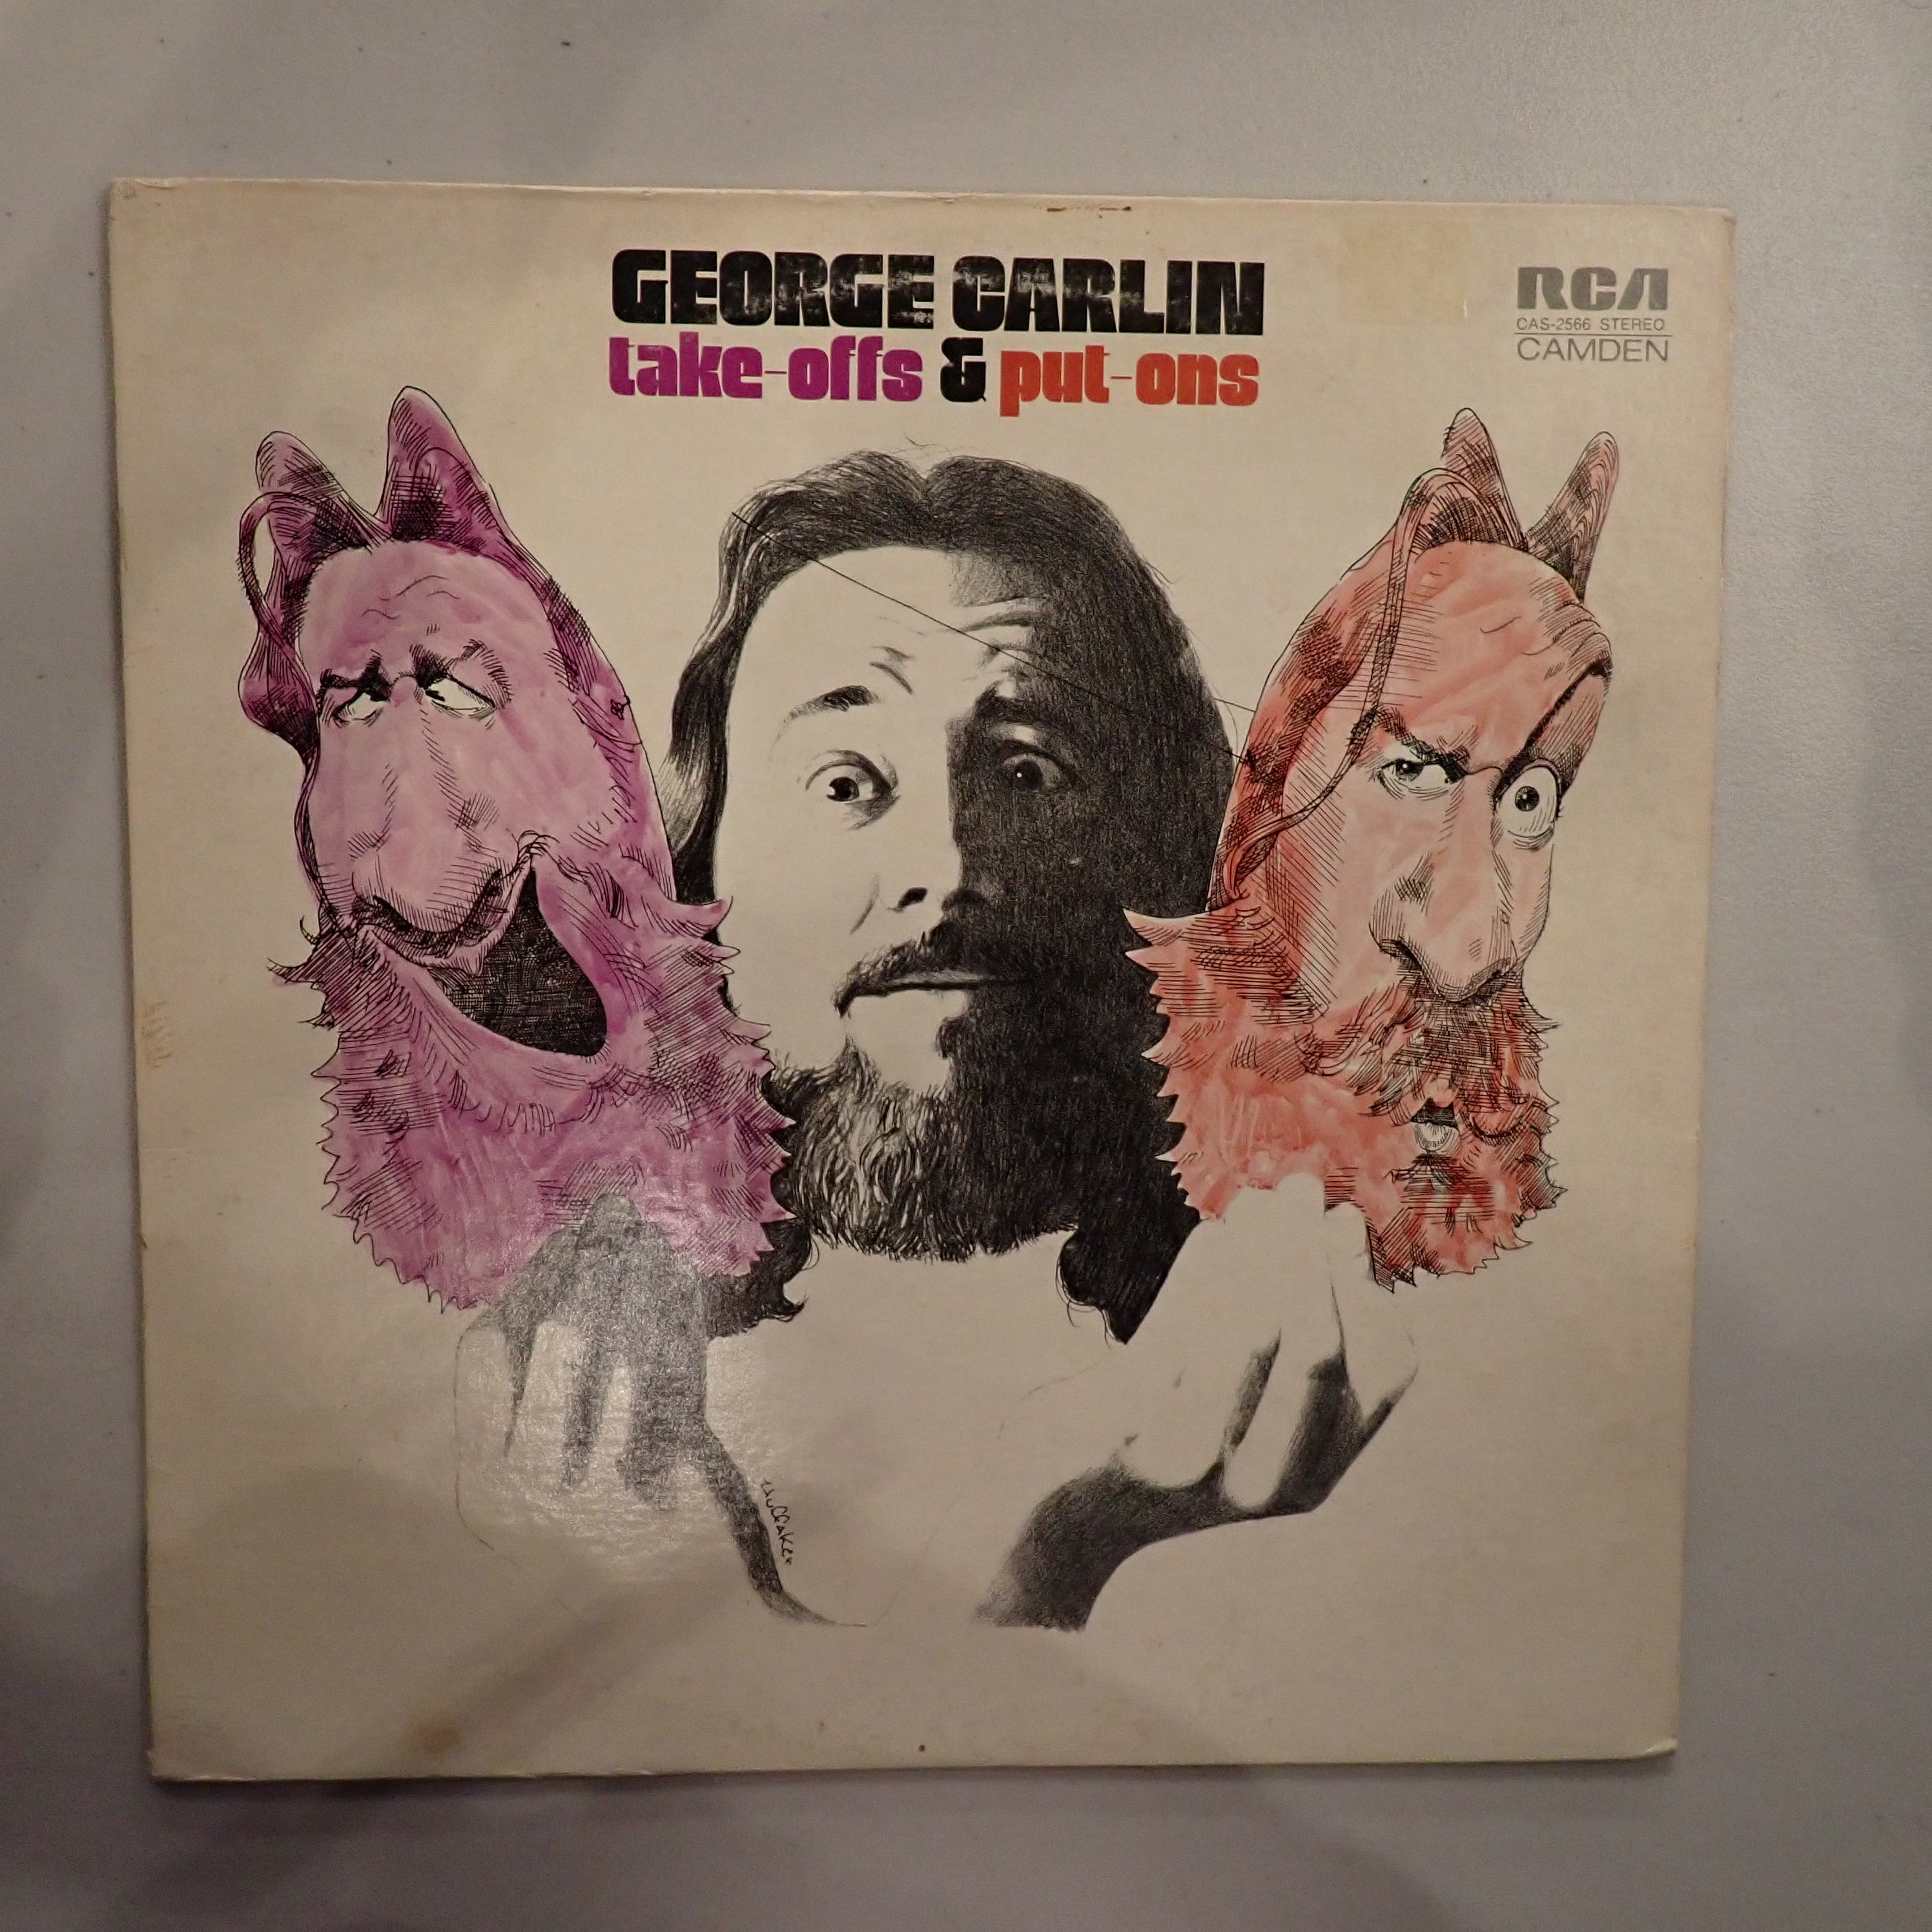 GEORGE CARLIN
take-offs & put-ons
RCA
CAS-2566 STEREO
CAMDEN